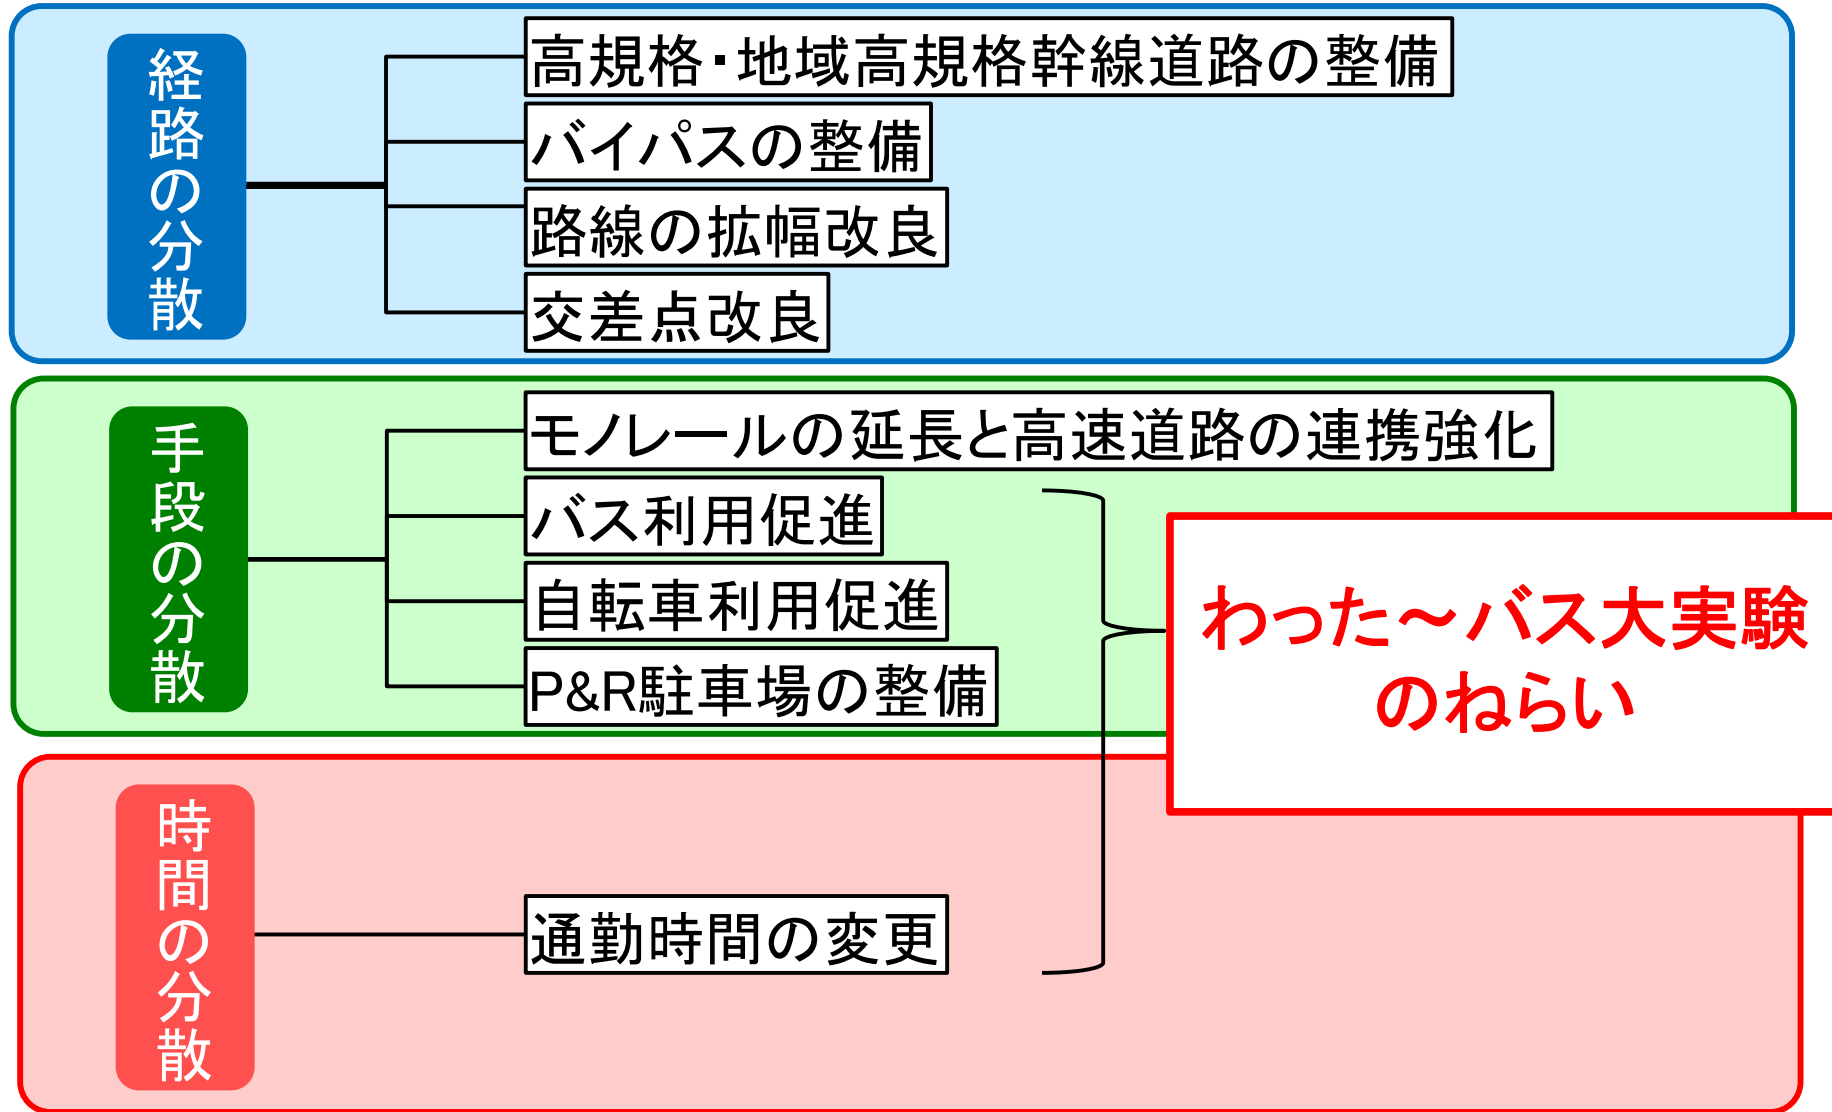 経路の分散
高規格・地域高規格幹線道路の整備
バイパスの整備
路線の拡幅改良
交差点改良
手段の分散
モノレールの延長と高速道路の連携強化
バス利用促進
自転車利用促進
P&R駐車場の整備
わった～バス大実験
のねらい
時間の分散
通勤時間の変更